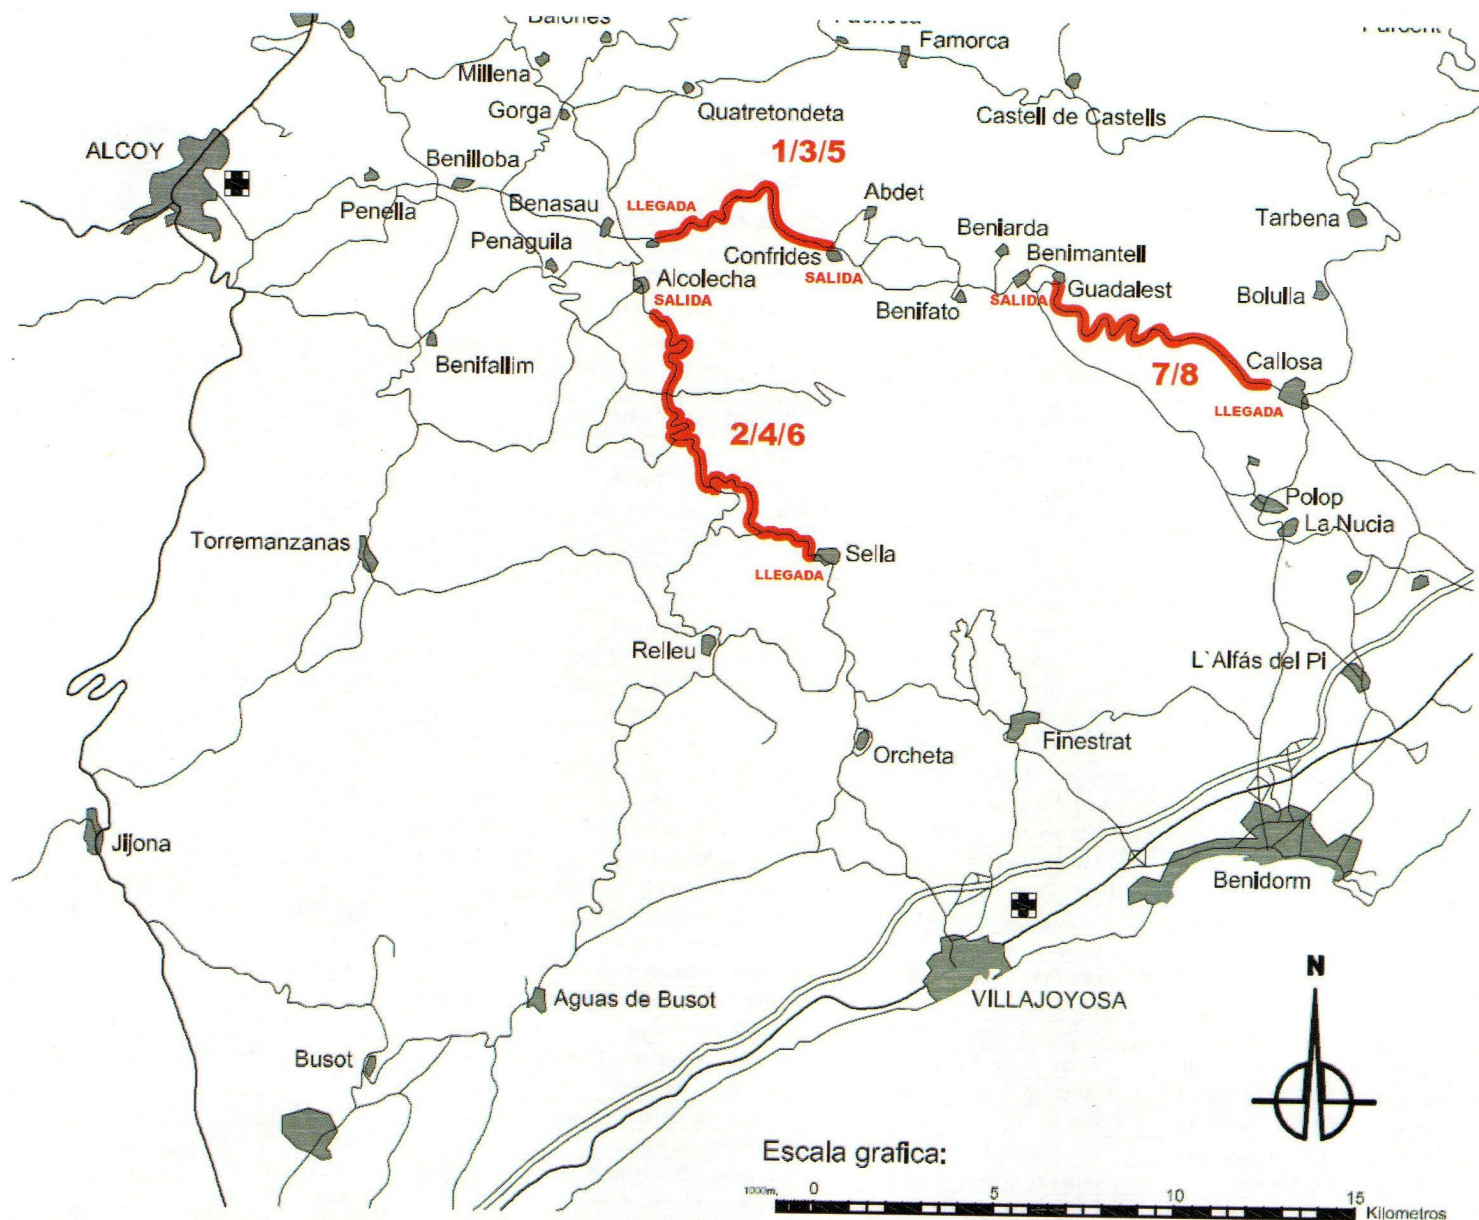 Balones
Famorca
Millena
Gorga
Quatretondeta
Castell de Castells
ALCOY
1/3/5
Benilloba
Abdet
Penella
Benasau
LLEGADA
Tarbena
Beniarda
Penaguila
Confrides
Benimantell
Alcolecha
SALIDA
Guadalest
SALIDA
SALIDA
Benifato
Bolulla
Benifallim
Callosa
7/8
LLEGADA
2/4/6
Polop
La Nucia
Torremanzanas
Sella
LLEGADA
Relleu
L`Alfás del Pi
Finestrat
Orcheta
Jijona
Benidorm
N
Aguas de Busot
VILLAJOYOSA
Busot
Escala grafica:
1000m, 0 5 10 15
Kilometros